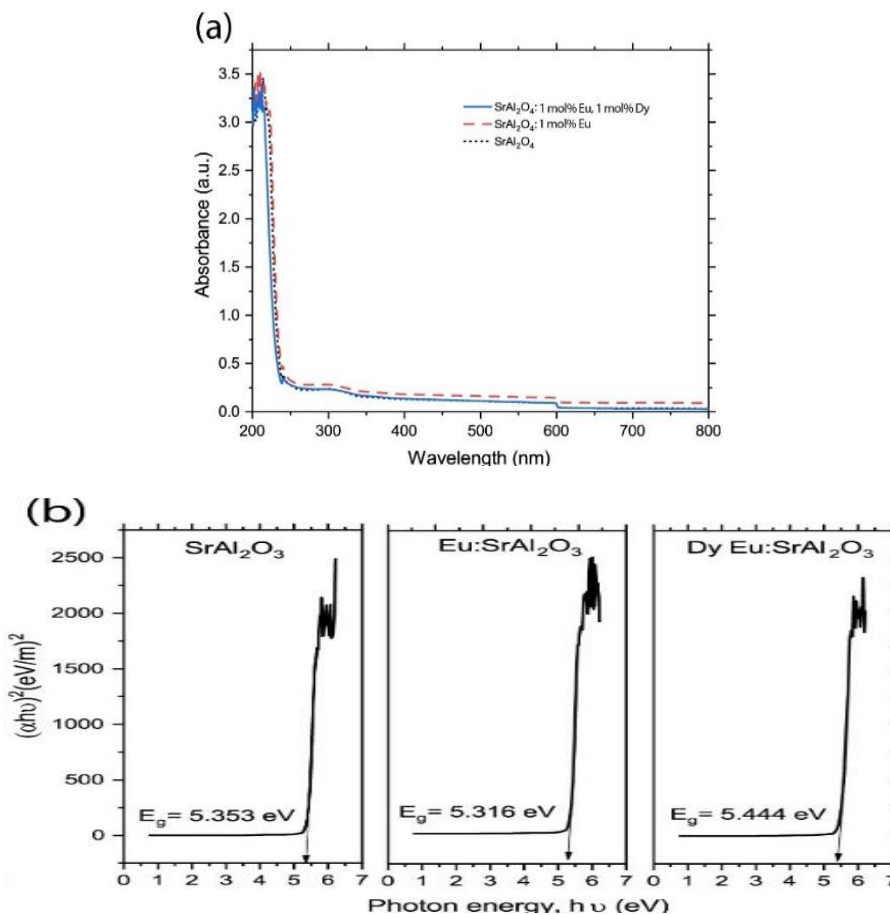 (a)
3.5
3.0
2.5
2.0
1.5
1.0
0.5
0.0
Absorbance (a.u.)
SrAl₂O₄: 1 mol% Eu, 1 mol% Dy
SrAl₂O₄: 1 mol% Eu
SrAl₂O₄
200 300 400 500 600 700 800
Wavelength (nm)
(b)
SrAl₂O₃ Eu:SrAl₂O₃ Dy Eu:SrAl₂O₃
2500
2000
1500
1000
500
0
(αhυ)²(eV/m)²
E_g= 5.353 eV E_g= 5.316 eV E_g= 5.444 eV
0 1 2 3 4 5 6 7 0 1 2 3 4 5 6 7 0 1 2 3 4 5 6 7
Photon energy, h υ (eV)